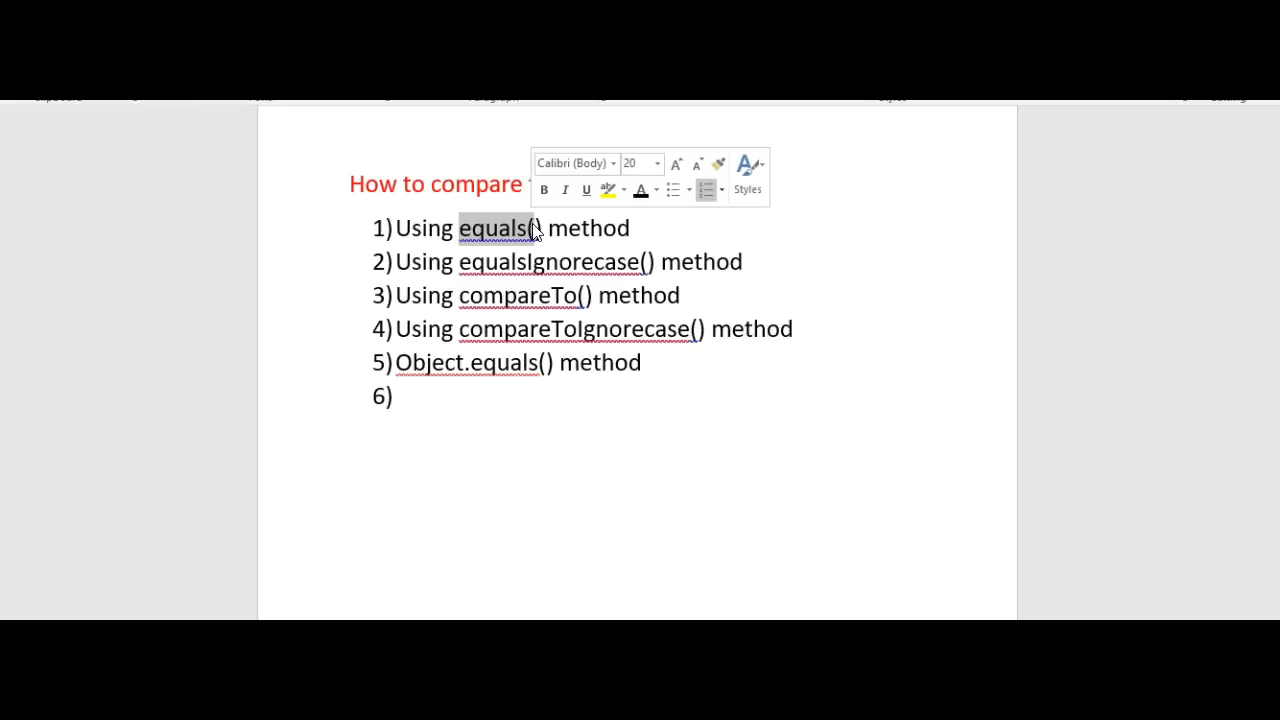 Calibri (Body) 20
How to compare
B I U ab A Styles
1) Using equals() method
2) Using equalsIgnorecase() method
3) Using compareTo() method
4) Using compareToIgnorecase() method
5) Object.equals() method
6)